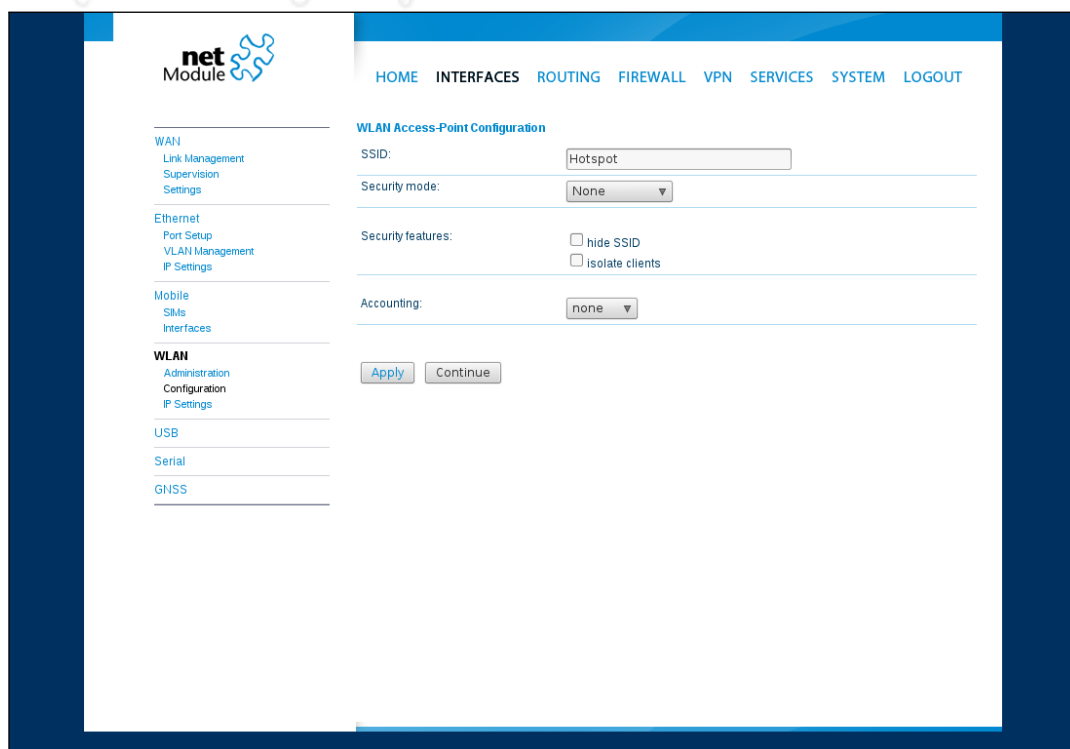 net
Module
HOME INTERFACES ROUTING FIREWALL VPN SERVICES SYSTEM LOGOUT
WAN
Link Management
Supervision
Settings
Ethernet
Port Setup
VLAN Management
IP Settings
Mobile
SIMs
Interfaces
WLAN
Administration
Configuration
IP Settings
USB
Serial
GNSS
WLAN Access-Point Configuration
SSID: Hotspot
Security mode: None
Security features: hide SSID
isolate clients
Accounting: none
Apply Continue